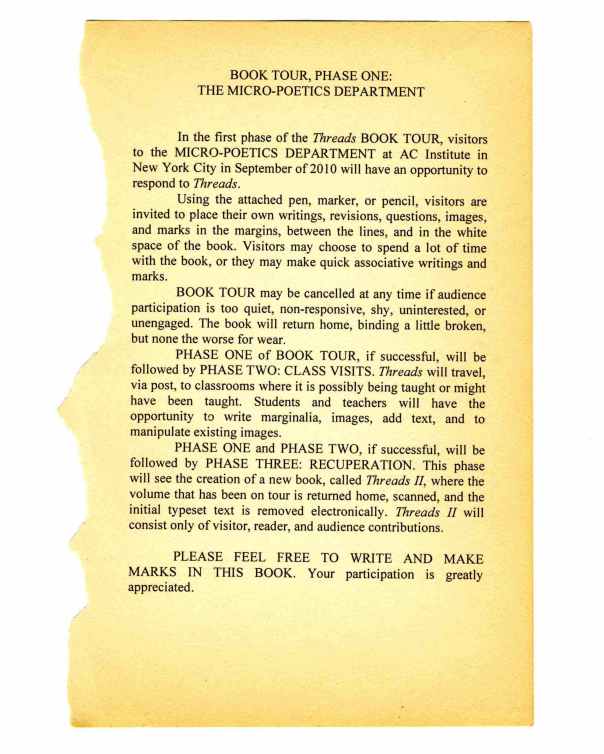 BOOK TOUR, PHASE ONE:
THE MICRO-POETICS DEPARTMENT
In the first phase of the Threads BOOK TOUR, visitors
to the MICRO-POETICS DEPARTMENT at AC Institute in
New York City in September of 2010 will have an opportunity to
respond to Threads.
Using the attached pen, marker, or pencil, visitors are
invited to place their own writings, revisions, questions, images,
and marks in the margins, between the lines, and in the white
space of the book. Visitors may choose to spend a lot of time
with the book, or they may make quick associative writings and
marks.
BOOK TOUR may be cancelled at any time if audience
participation is too quiet, non-responsive, shy, uninterested, or
unengaged. The book will return home, binding a little broken,
but none the worse for wear.
PHASE ONE of BOOK TOUR, if successful, will be
followed by PHASE TWO: CLASS VISITS. Threads will travel,
via post, to classrooms where it is possibly being taught or might
have been taught. Students and teachers will have the
opportunity to write marginalia, images, add text, and to
manipulate existing images.
PHASE ONE and PHASE TWO, if successful, will be
followed by PHASE THREE: RECUPERATION. This phase
will see the creation of a new book, called Threads II, where the
volume that has been on tour is returned home, scanned, and the
initial typeset text is removed electronically. Threads II will
consist only of visitor, reader, and audience contributions.
PLEASE FEEL FREE TO WRITE AND MAKE
MARKS IN THIS BOOK. Your participation is greatly
appreciated.